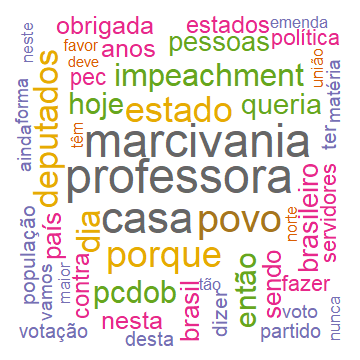 neste
obrigada
estados
emenda
favor
anos
pessoas
política
deve
pec
impeachment
união
matéria
ainda
forma
deputados
têm
hoje
estado
queria
ter
marcivania
professora
brasileiro
servidores
casa
povo
norte
população
país
dia
porque
vamos
maior
contra
pcdob
brasil
tão
então
sendo
fazer
nunca
nesta
dizer
voto
votação
desta
partido